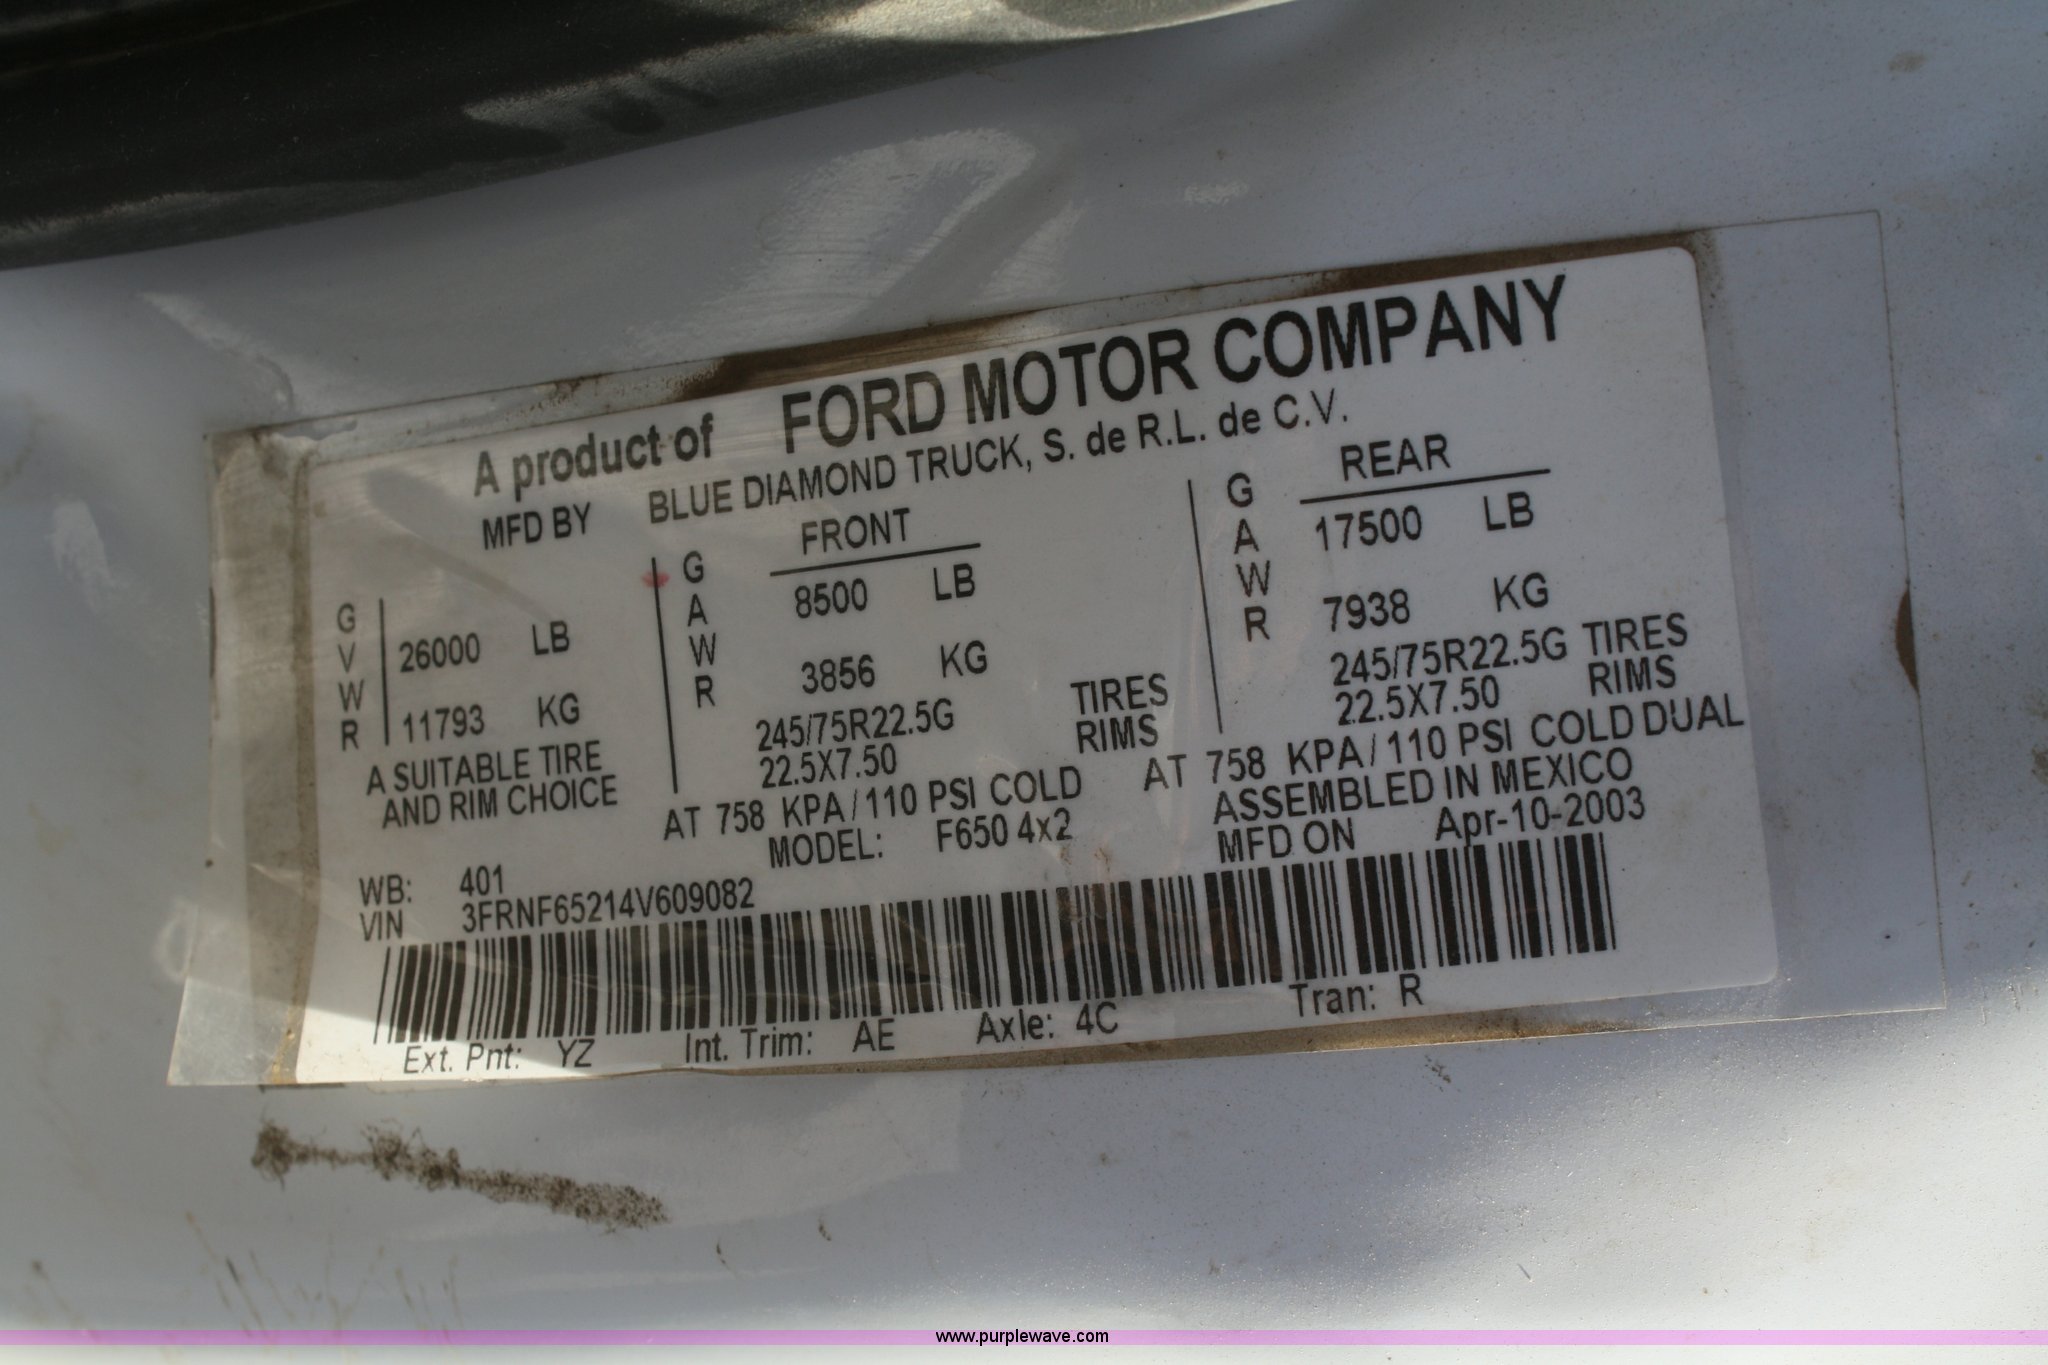 A product of FORD MOTOR COMPANY
MFD BY BLUE DIAMOND TRUCK, S. de R.L. de C.V.
GVWR
26000 LB
11793 KG
A SUITABLE TIRE
AND RIM CHOICE
GAWR
FRONT
8500 LB
3856 KG
245/75R22.5G TIRES
22.5X7.50 RIMS
AT 758 KPA/110 PSI COLD
GAWR
REAR
17500 LB
7938 KG
245/75R22.5G TIRES
22.5X7.50 RIMS
AT 758 KPA/110 PSI COLD DUAL
ASSEMBLED IN MEXICO
MODEL: F650 4x2
MFD ON Apr-10-2003
WB: 401
VIN 3FRNF65214V609082
Ext. Pnt: YZ Int. Trim: AE Axle: 4C Tran: R
www.purplewave.com